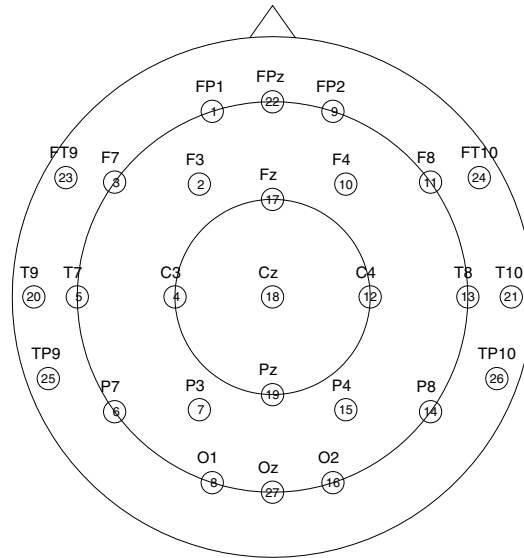 FPz
FP1 FP2
22
1 9
FT9 F7 F3 F4 F8 FT10
Fz
23 3 2 10 11 24
17
T9 T7 C3 Cz C4 T8 T10
20 5 4 18 12 13 21
TP9 Pz TP10
25 19 26
P7 P3 P4 P8
6 7 15 14
O1 Oz O2
8 27 16